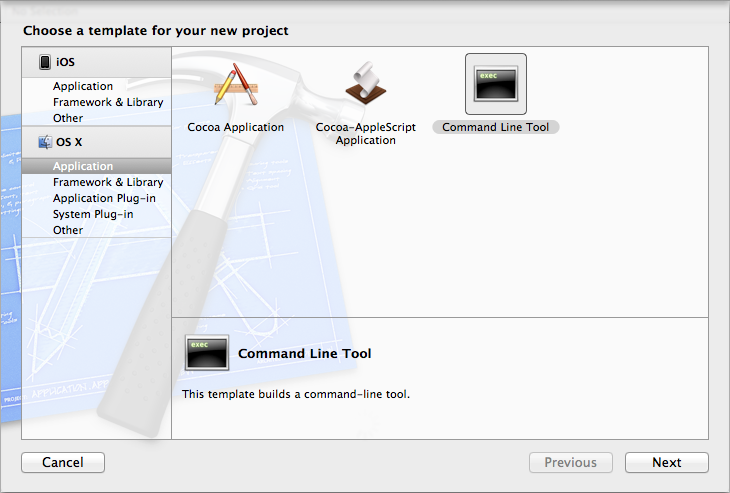 Choose a template for your new project
iOS
Application
Framework & Library
Other
OS X
Application
Framework & Library
Application Plug-in
System Plug-in
Other
exec
Cocoa Application
Cocoa-AppleScript
Application
Command Line Tool
exec
Command Line Tool
This template builds a command-line tool.
Cancel
Previous
Next